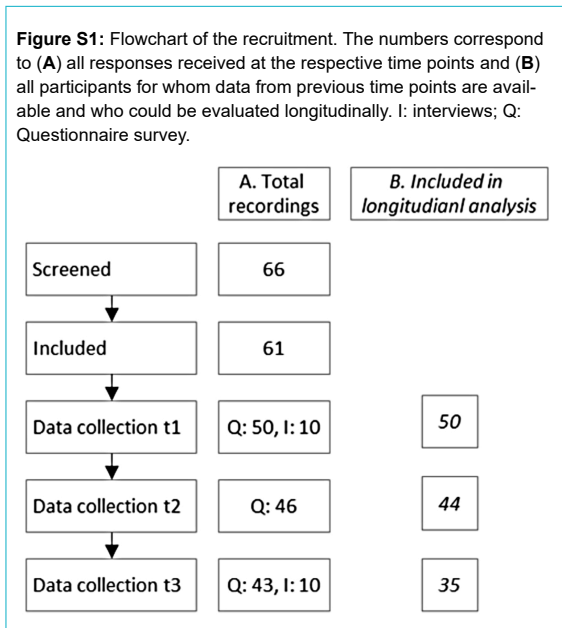 Figure S1: Flowchart of the recruitment. The numbers correspond
to (A) all responses received at the respective time points and (B)
all participants for whom data from previous time points are avail-
able and who could be evaluated longitudinally. I: interviews; Q:
Questionnaire survey.
A. Total
recordings
B. Included in
longitudianl analysis
Screened
66
Included
61
Data collection t1
Q: 50, I: 10
50
Data collection t2
Q: 46
44
Data collection t3
Q: 43, I: 10
35